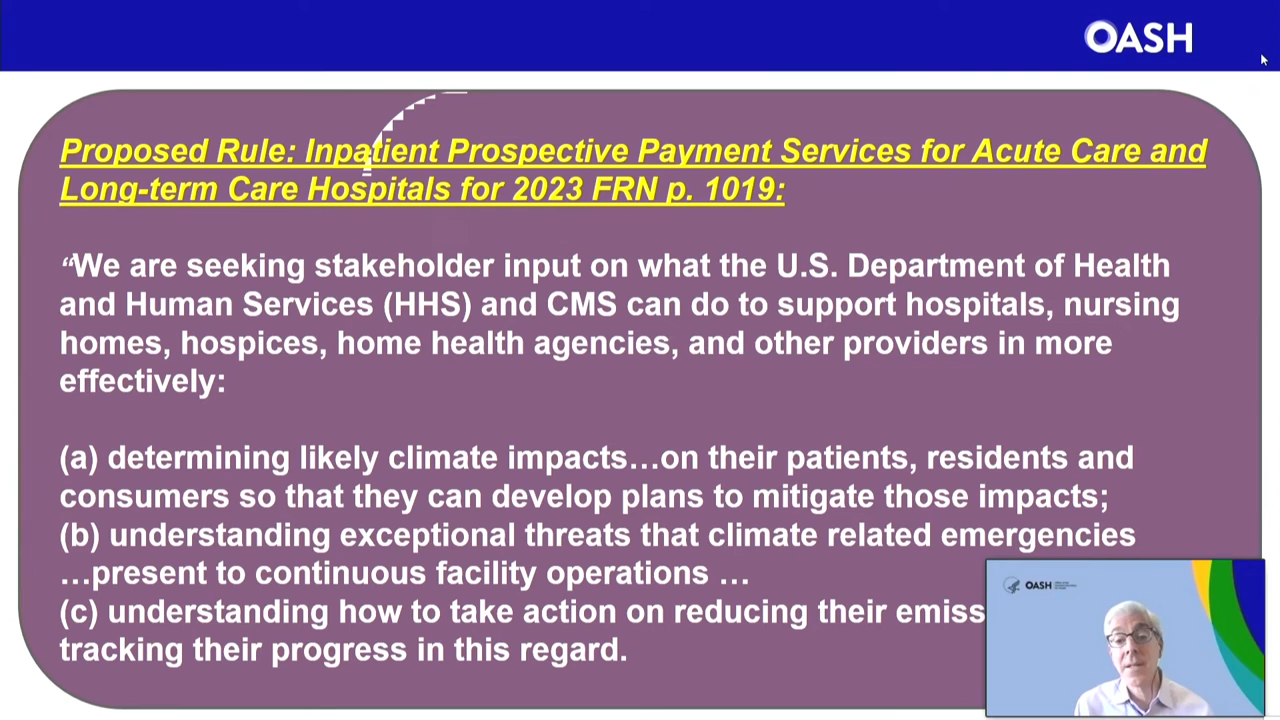 OASH
Proposed Rule: Inpatient Prospective Payment Services for Acute Care and
Long-term Care Hospitals for 2023 FRN p. 1019:
“We are seeking stakeholder input on what the U.S. Department of Health
and Human Services (HHS) and CMS can do to support hospitals, nursing
homes, hospices, home health agencies, and other providers in more
effectively:
(a) determining likely climate impacts…on their patients, residents and
consumers so that they can develop plans to mitigate those impacts;
(b) understanding exceptional threats that climate related emergencies
…present to continuous facility operations …
(c) understanding how to take action on reducing their emiss
tracking their progress in this regard.
OASH